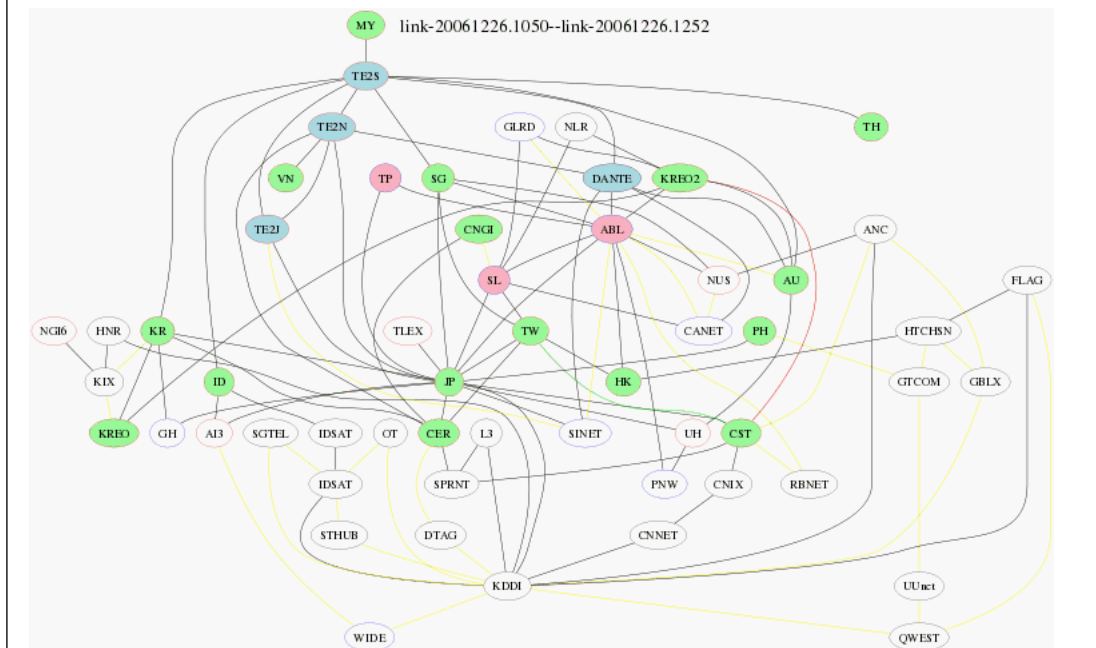 MY
link-20061226.1050--link-20061226.1252
TE2S
TE2N GLRD NLR TH
VN TP SG DANTE KREO2
TE2J CNGI ABL ANC
SL NUS AU FLAG
NGI6 HNR KR TLEX TW CANET PH HTCHSN
KIX ID JP HK GTCOM GBLX
KREO GH AI3 SGTEL IDSAT OT CER L3 SINET UH CST
IDSAT SPRNT PNW CNIX RBNET
STHUB DTAG CNNET
KDDI UUnet
WIDE QWEST